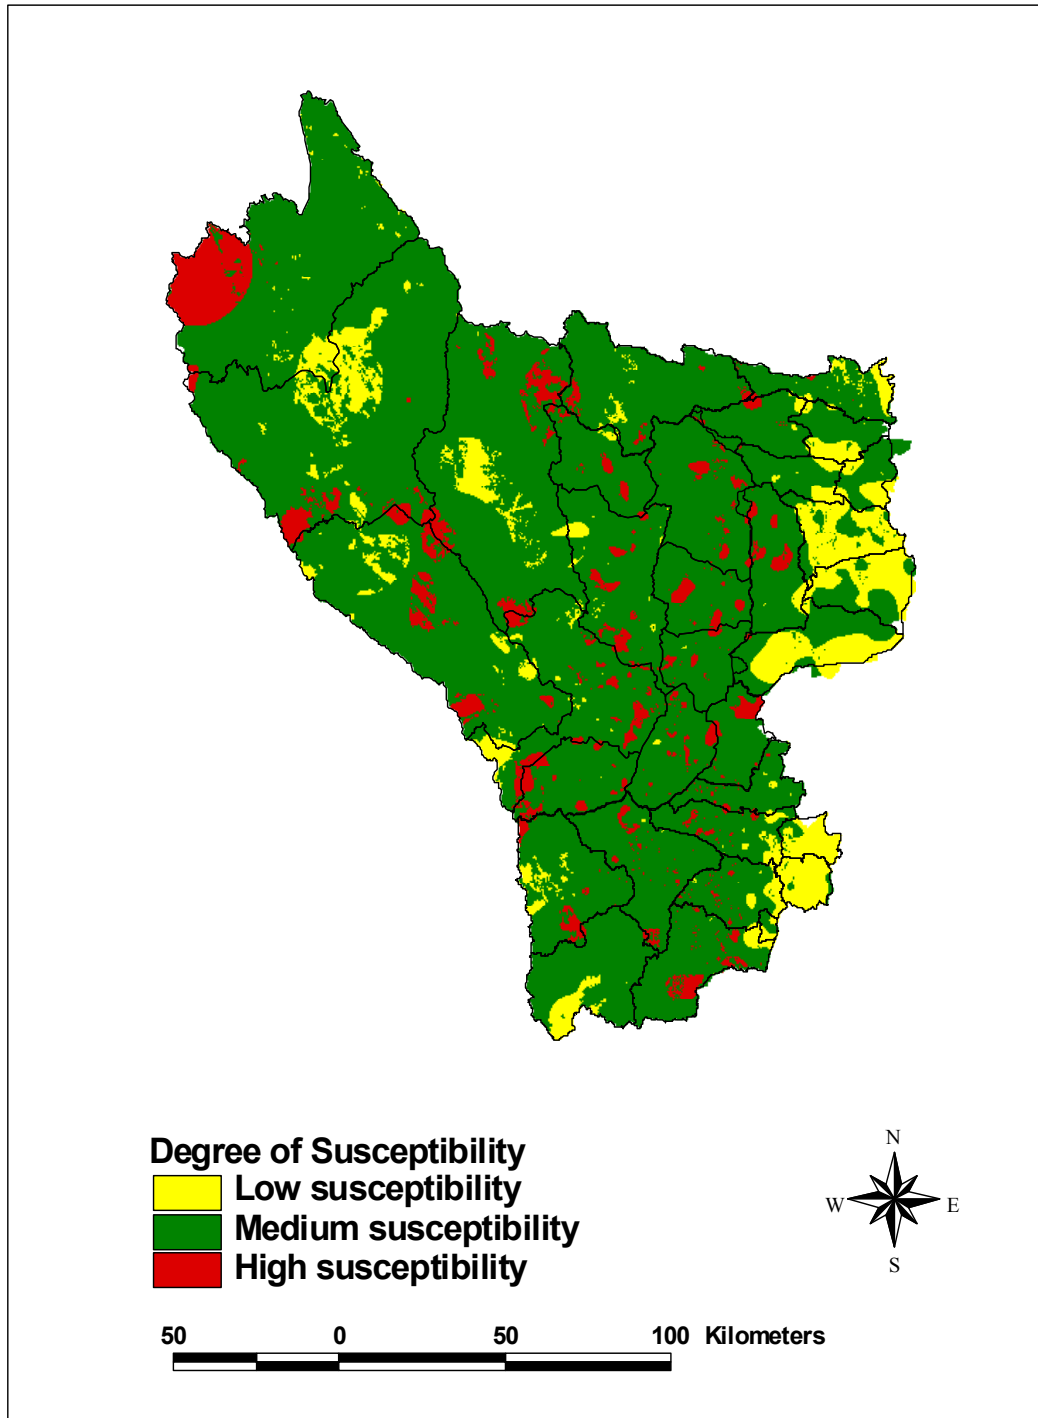 Degree of Susceptibility
Low susceptibility
Medium susceptibility
High susceptibility
N
W E
S
50 0 50 100 Kilometers